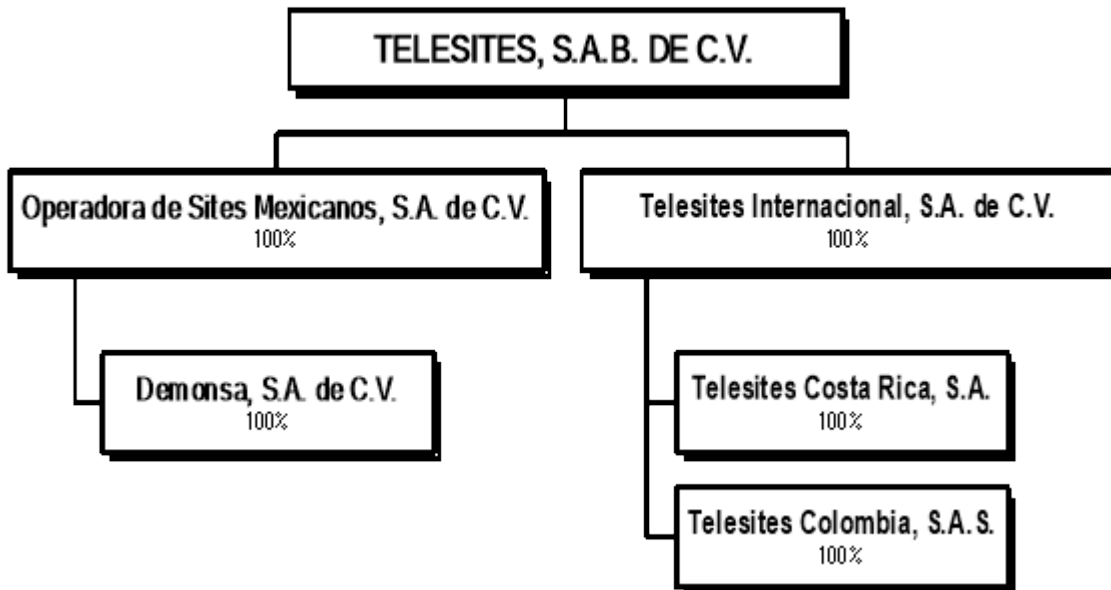 TELESITES, S.A.B. DE C.V.
Operadora de Sites Mexicanos, S.A. de C.V.
100%
Telesites Internacional, S.A. de C.V.
100%
Demonsa, S.A. de C.V.
100%
Telesites Costa Rica, S.A.
100%
Telesites Colombia, S.A.S.
100%